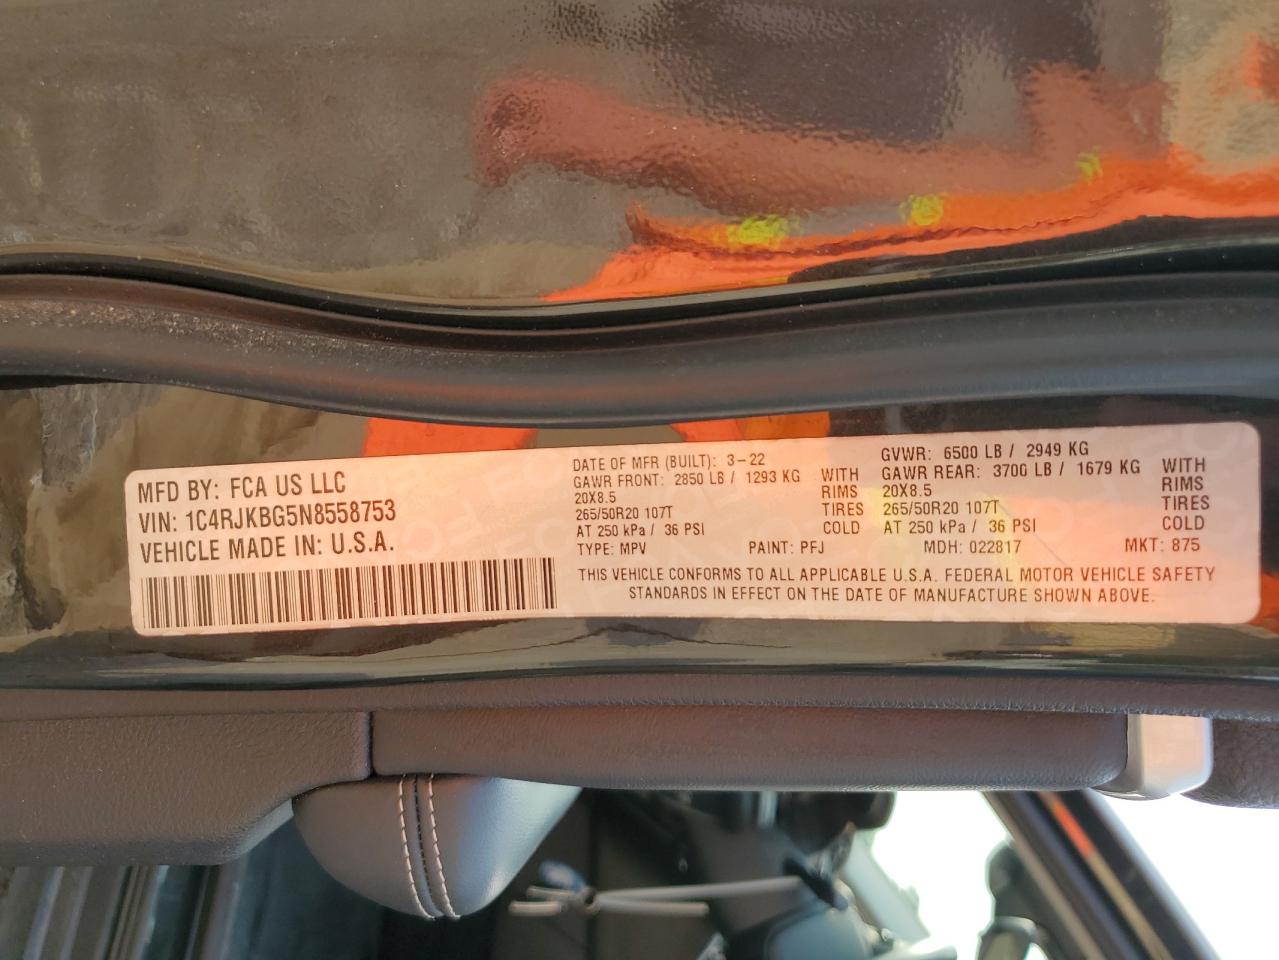 MFD BY: FCA US LLC
VIN: 1C4RJKBG5N8558753
VEHICLE MADE IN: U.S.A.
DATE OF MFR (BUILT): 3-22
GAWR FRONT: 2850 LB / 1293 KG WITH
20X8.5 RIMS
265/50R20 107T TIRES
AT 250 kPa / 36 PSI COLD
GVWR: 6500 LB / 2949 KG
GAWR REAR: 3700 LB / 1679 KG WITH
20X8.5 RIMS
265/50R20 107T TIRES
AT 250 kPa / 36 PSI COLD
TYPE: MPV PAINT: PFJ MDH: 022817 MKT: 875
THIS VEHICLE CONFORMS TO ALL APPLICABLE U.S.A. FEDERAL MOTOR VEHICLE SAFETY
STANDARDS IN EFFECT ON THE DATE OF MANUFACTURE SHOWN ABOVE.